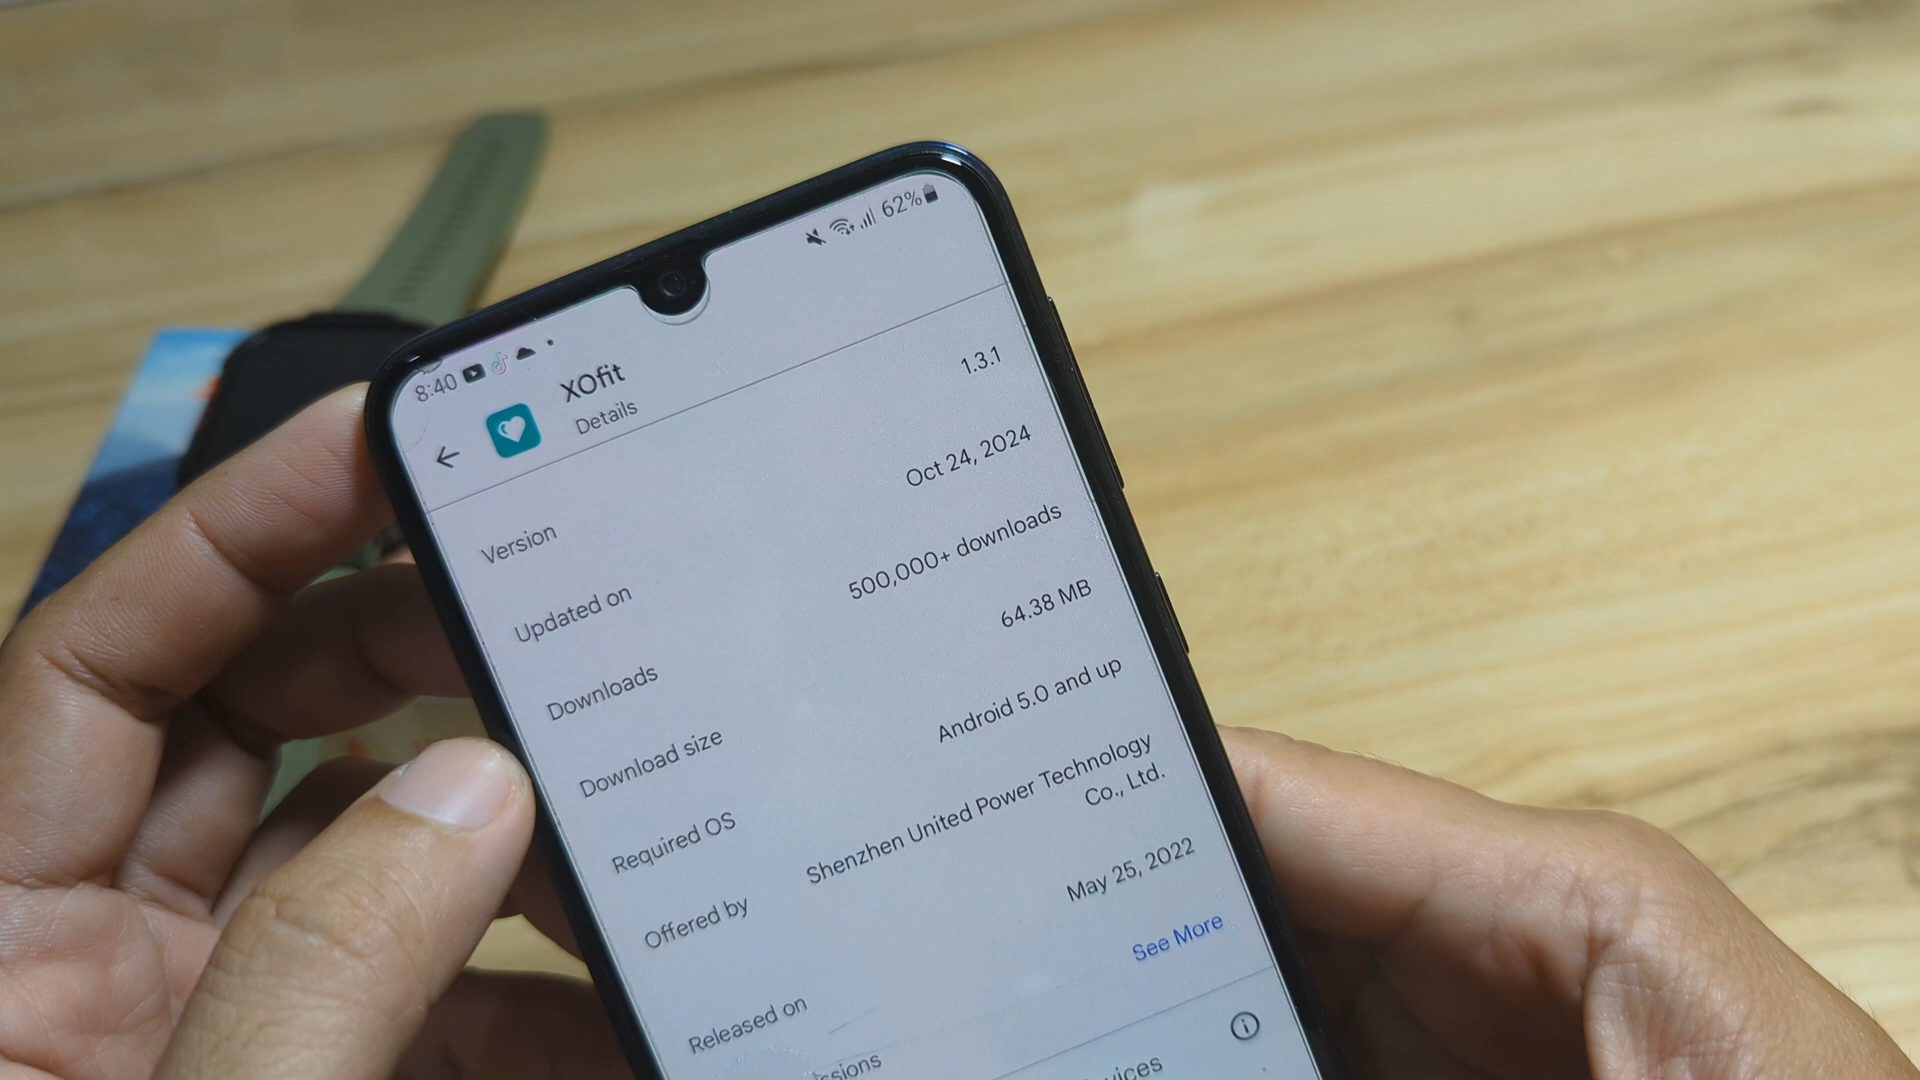 8:40 62%
XOfit
Details
Version 1.3.1
Updated on Oct 24, 2024
Downloads 500,000+ downloads
Download size 64.38 MB
Required OS Android 5.0 and up
Offered by Shenzhen United Power Technology
Co., Ltd.
Released on May 25, 2022
See More